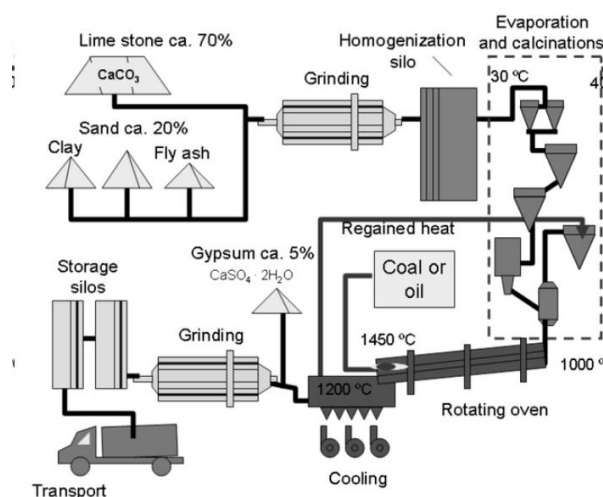 Lime stone ca. 70%
CaCO₃
Sand ca. 20%
Clay
Fly ash
Grinding
Homogenization
silo
Evaporation
and calcinations
30 ºC
40
Regained heat
Gypsum ca. 5%
CaSO₄ · 2H₂O
Coal or
oil
Storage
silos
Grinding
1450 ºC
1200 ºC
1000 º
Rotating oven
Cooling
Transport